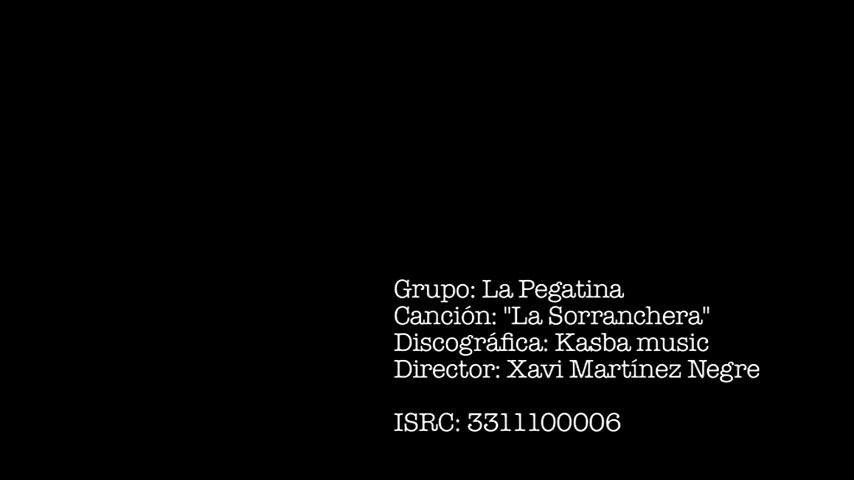 Grupo: La Pegatina
Canción: "La Sorranchera"
Discográfica: Kasba music
Director: Xavi Martínez Negre
ISRC: 3311100006